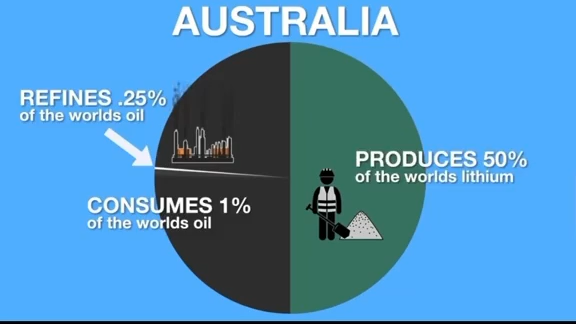 AUSTRALIA
REFINES .25%
of the worlds oil
PRODUCES 50%
of the worlds lithium
CONSUMES 1%
of the worlds oil